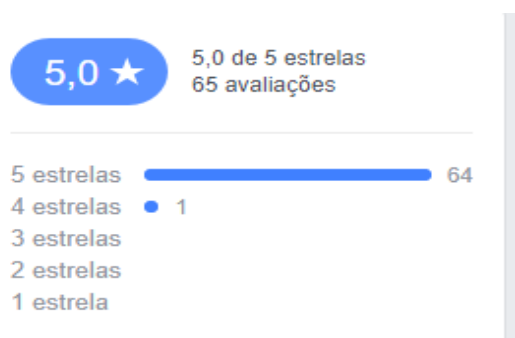 5,0 ★
5,0 de 5 estrelas
65 avaliações
5 estrelas 64
4 estrelas 1
3 estrelas
2 estrelas
1 estrela